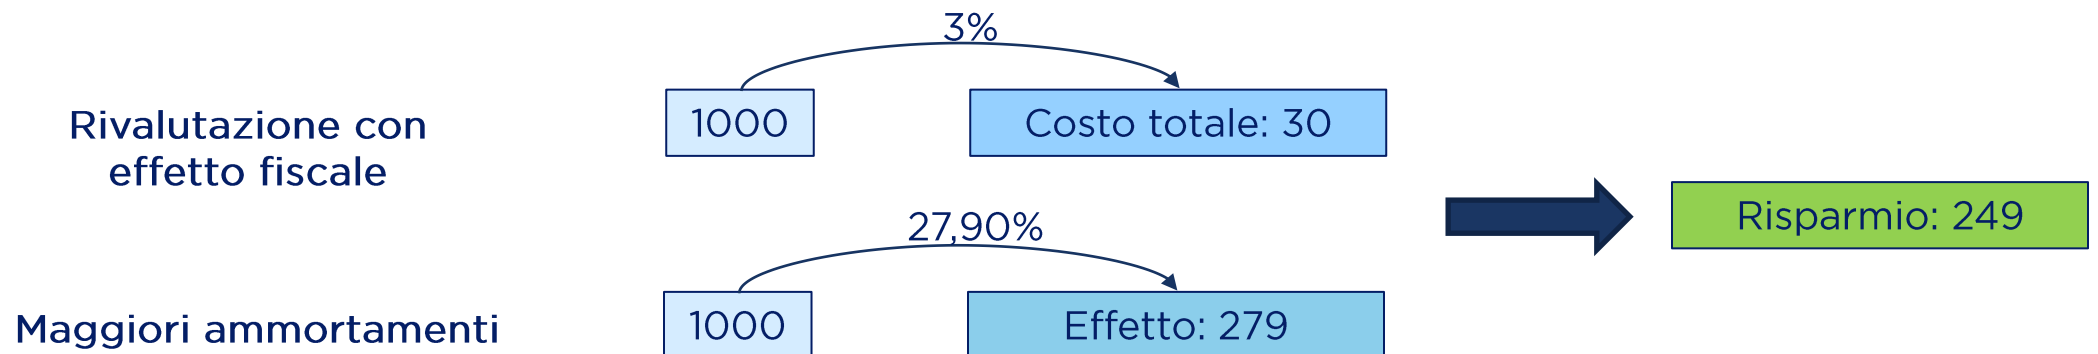 3%
Rivalutazione con
effetto fiscale
1000
Costo totale: 30
27,90%
Risparmio: 249
Maggiori ammortamenti
1000
Effetto: 279